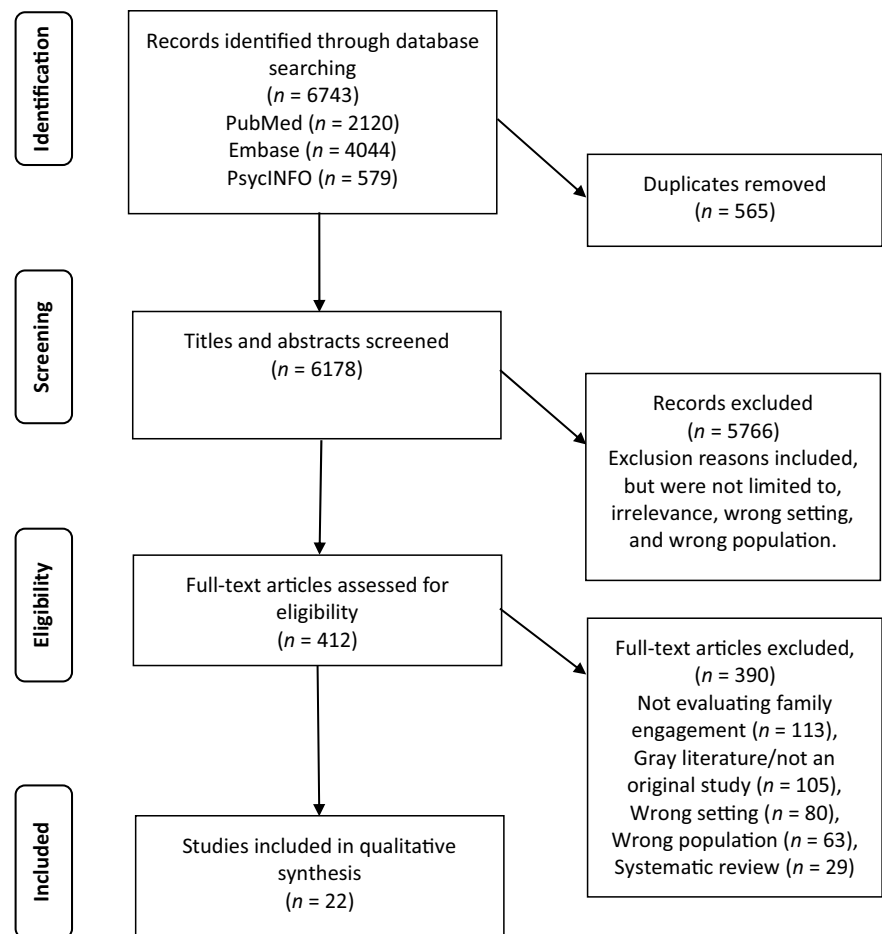 Identification
Records identified through database
searching
(n = 6743)
PubMed (n = 2120)
Embase (n = 4044)
PsycINFO (n = 579)
Duplicates removed
(n = 565)
Screening
Titles and abstracts screened
(n = 6178)
Records excluded
(n = 5766)
Exclusion reasons included,
but were not limited to,
irrelevance, wrong setting,
and wrong population.
Eligibility
Full-text articles assessed for
eligibility
(n = 412)
Full-text articles excluded,
(n = 390)
Not evaluating family
engagement (n = 113),
Gray literature/not an
original study (n = 105),
Wrong setting (n = 80),
Wrong population (n = 63),
Systematic review (n = 29)
Included
Studies included in qualitative
synthesis
(n = 22)